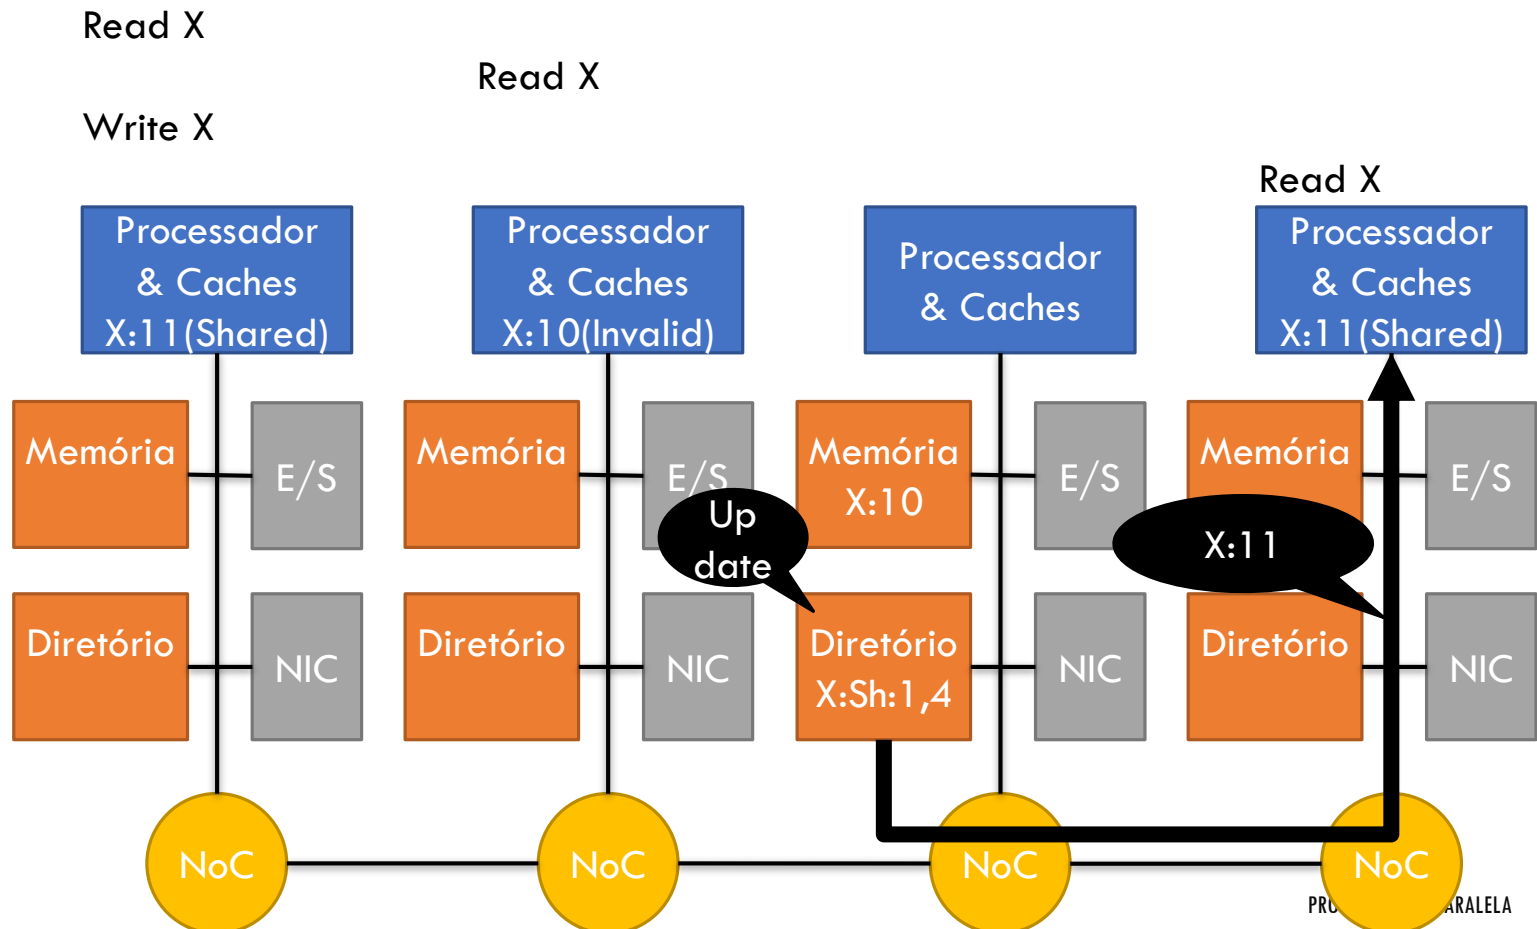 Read X
Read X
Write X
Read X
Processador
& Caches
X:11(Shared)
Processador
& Caches
X:10(Invalid)
Processador
& Caches
Processador
& Caches
X:11(Shared)
Memória
E/S
Memória
E/S
Memória
X:10
E/S
Memória
E/S
Up
date
X:11
Diretório
NIC
Diretório
NIC
Diretório
X:Sh:1,4
NIC
Diretório
NIC
NoC
NoC
NoC
NoC